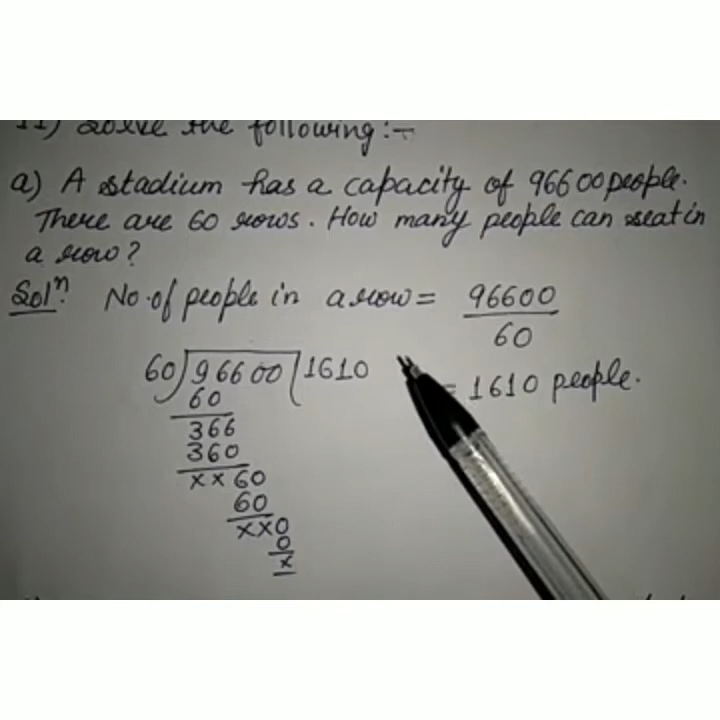 11) Solve the following :-
a) A stadium has a capacity of 96600 people.
There are 60 rows. How many people can seat in
a row?
Solⁿ. No. of people in a row = 96600
60
60)96600(1610
= 1610 people.
60
366
360
xx60
60
xx0
0
x